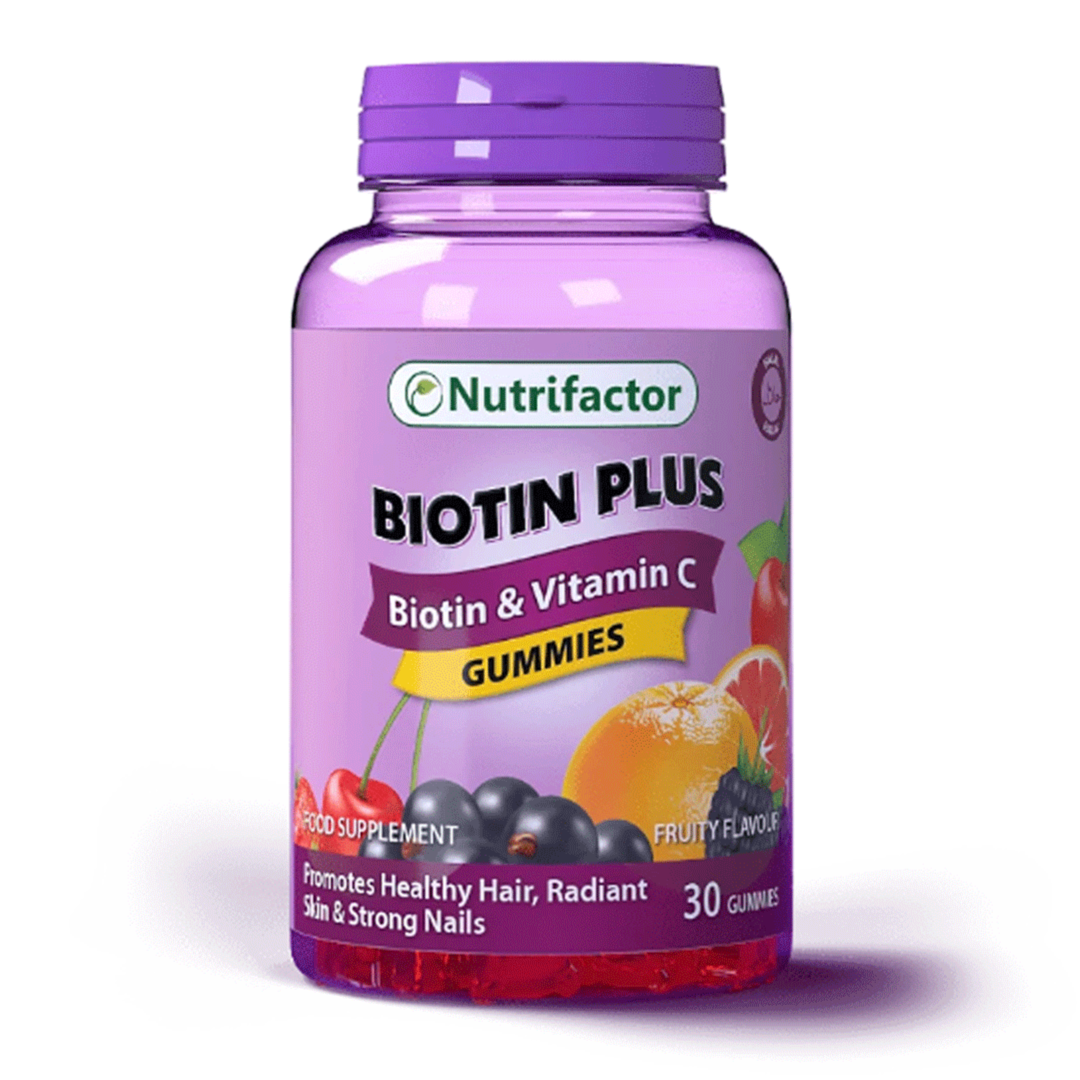 Nutrifactor
BIOTIN PLUS
Biotin & Vitamin C
GUMMIES
FOOD SUPPLEMENT
FRUITY FLAVOUR
Promotes Healthy Hair, Radiant
Skin & Strong Nails
30 GUMMIES